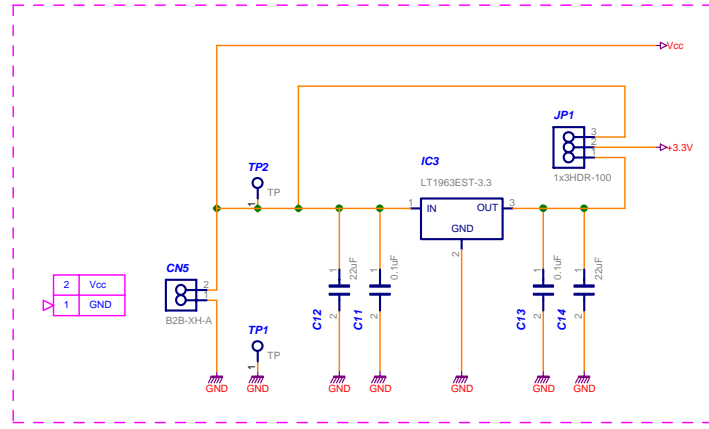 Vcc
JP1
3
2
1
+3.3V
1x3HDR-100
IC3
LT1963EST-3.3
TP2
TP
1
1
IN
OUT
3
GND
2
CN5
2
1
B2B-XH-A
2 Vcc
1 GND
1
22uF
2
C12
1
0.1uF
2
C11
1
0.1uF
2
C13
1
22uF
2
C14
TP1
TP
1
GND
GND
GND
GND
GND
GND
GND